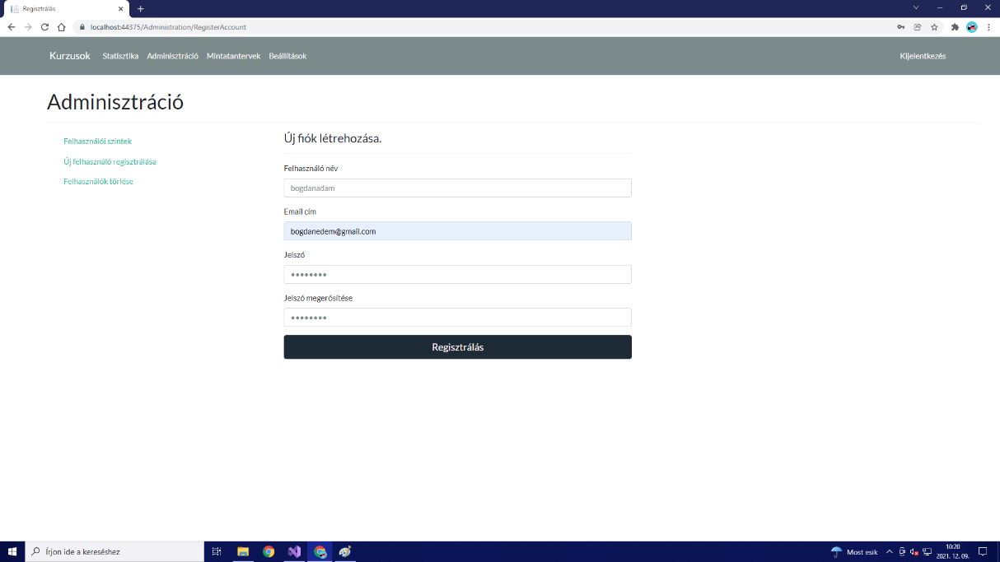 Regisztrálás
localhost:44375/Administration/RegisterAccount
Kurzusok Statisztika Adminisztráció Mintatantervek Beállítások Kijelentkezés
Adminisztráció
Felhasználói szintek
Új felhasználó regisztrálása
Felhasználók törlése
Új fiók létrehozása.
Felhasználó név
bogdanadam
Email cím
bogdanedem@gmail.com
Jelszó
••••••••
Jelszó megerősítése
••••••••
Regisztrálás
Írjon ide a kereséshez
Most esik
10:20
2021. 12. 09.